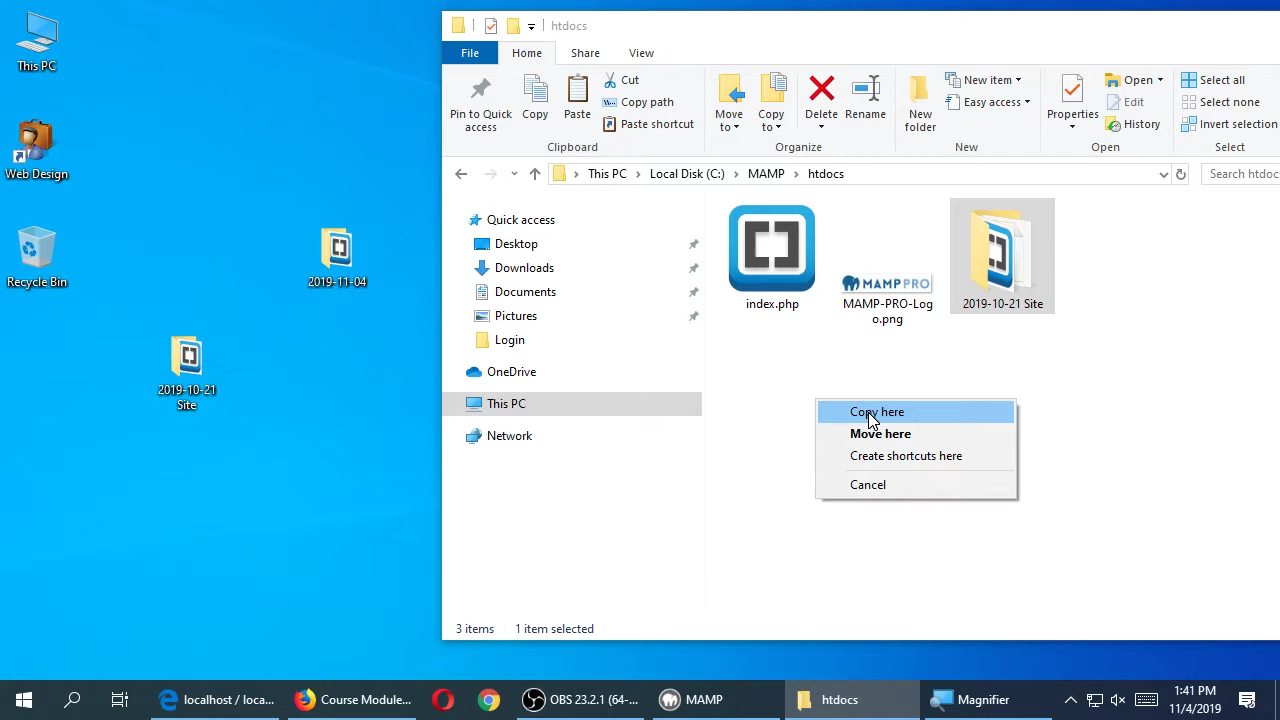 This PC
Web Design
Recycle Bin
2019-11-04
2019-10-21
Site
htdocs
File
Home
Share
View
Pin to Quick
access
Copy
Paste
Cut
Copy path
Paste shortcut
Clipboard
Move
to
Copy
to
Delete
Rename
Organize
New
folder
New item
Easy access
New
Properties
Open
Edit
History
Open
Select all
Select none
Invert selection
Select
This PC
Local Disk (C:)
MAMP
htdocs
Search htdoc
Quick access
Desktop
Downloads
Documents
Pictures
Login
OneDrive
This PC
Network
index.php
MAMP PRO
MAMP-PRO-Log
o.png
2019-10-21 Site
Copy here
Move here
Create shortcuts here
Cancel
3 items
1 item selected
localhost / loca...
Course Module...
OBS 23.2.1 (64-...
MAMP
htdocs
Magnifier
1:41 PM
11/4/2019